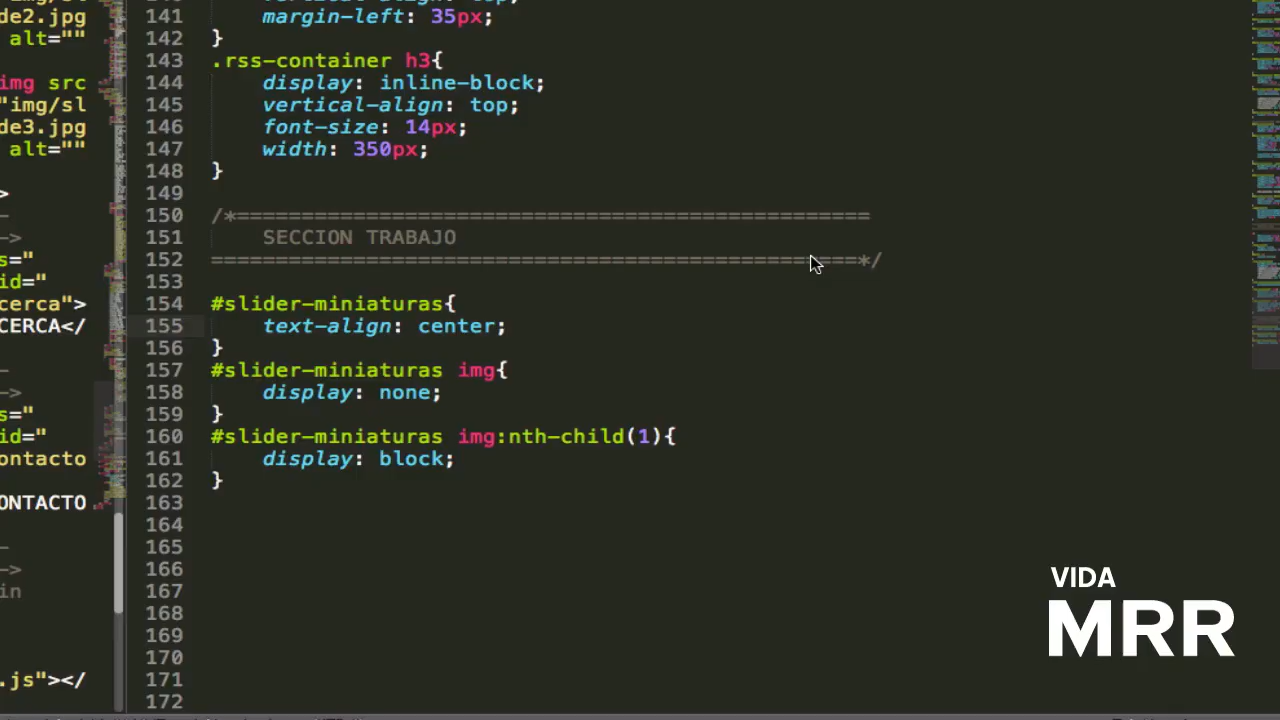 de2.jpg
alt=""
img src
"img/sl
de3.jpg
alt=""
>
->
s="
id="
cerca">
CERCA</
->
s="
id="
ontacto
ONTACTO
->
in
.js"></
141 margin-left: 35px;
142 }
143 .rss-container h3{
144 display: inline-block;
145 vertical-align: top;
146 font-size: 14px;
147 width: 350px;
148 }
149
150 /*=================================================
151 SECCION TRABAJO
152 ==================================================*/
153
154 #slider-miniaturas{
155 text-align: center;
156 }
157 #slider-miniaturas img{
158 display: none;
159 }
160 #slider-miniaturas img:nth-child(1){
161 display: block;
162 }
163
164
165
166
167
168
169
170
171
172
VIDA
MRR